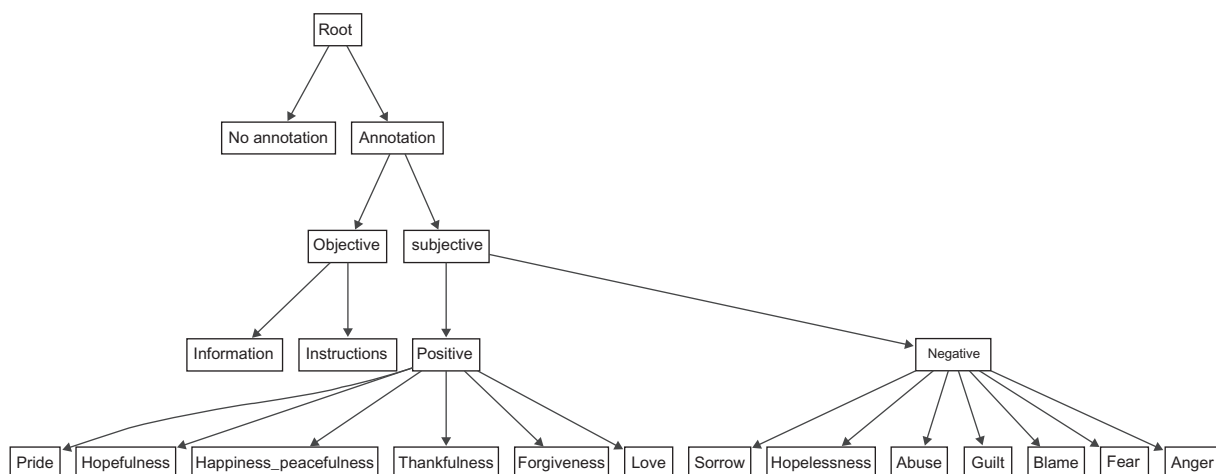 Root
No annotation
Annotation
Objective
subjective
Information
Instructions
Positive
Negative
Pride
Hopefulness
Happiness_peacefulness
Thankfulness
Forgiveness
Love
Sorrow
Hopelessness
Abuse
Guilt
Blame
Fear
Anger